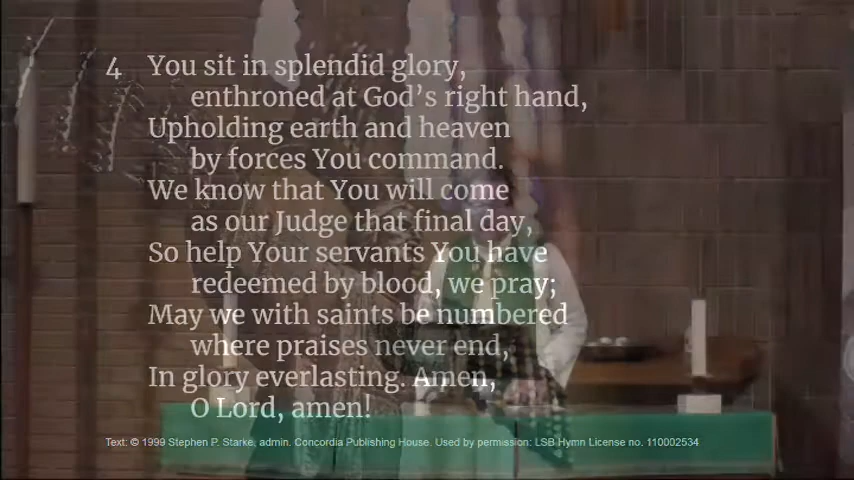 4 You sit in splendid glory,
enthroned at God's right hand,
Upholding earth and heaven
by forces You command.
We know that You will come
as our Judge that final day,
So help Your servants You have
redeemed by blood, we pray;
May we with saints be numbered
where praises never end,
In glory everlasting. Amen,
O Lord, amen!
Text: © 1999 Stephen P. Starke, admin. Concordia Publishing House. Used by permission: LSB Hymn License no. 110002534